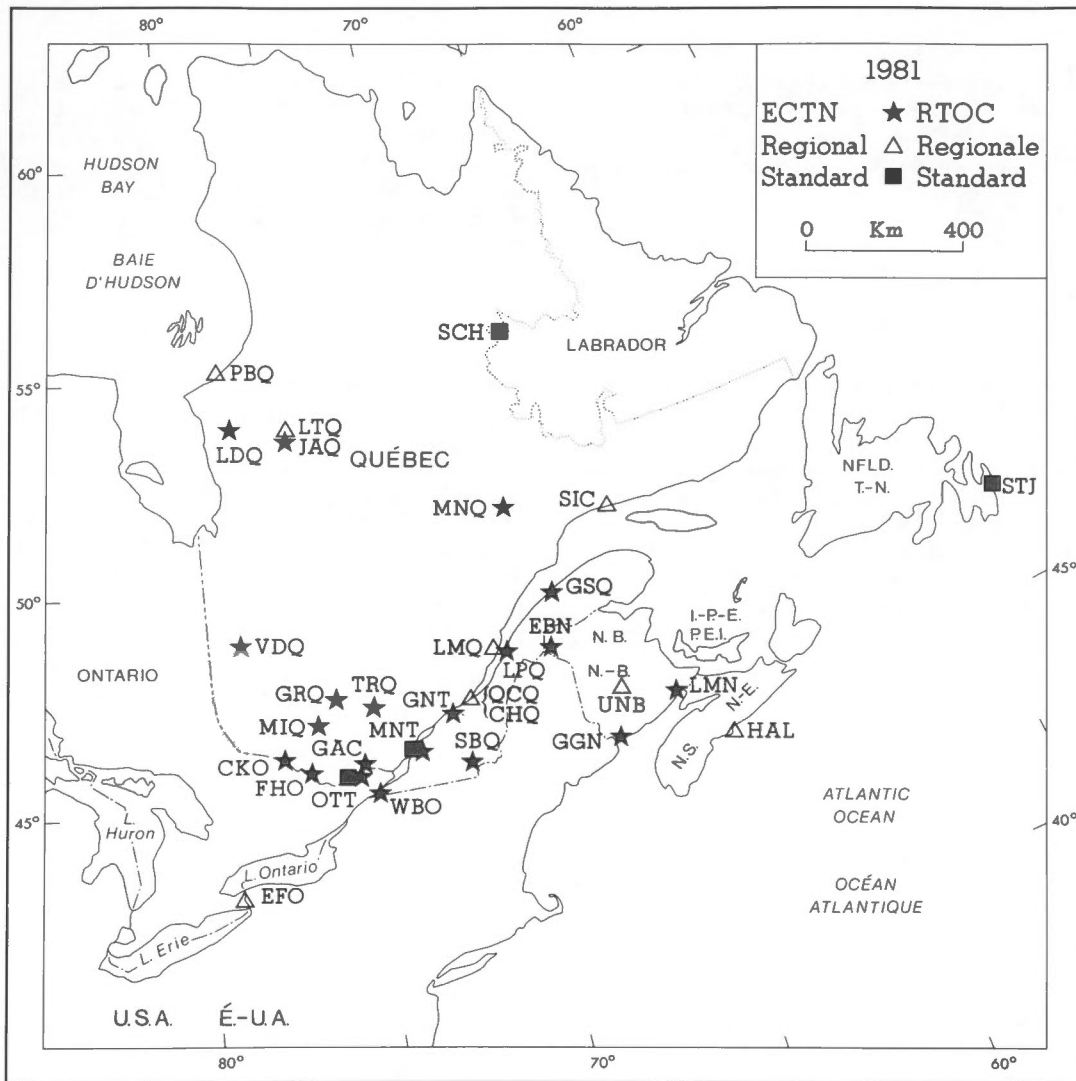 80° 70° 60°
1981
ECTN ★ RTOC
Regional △ Regionale
Standard ■ Standard
0 Km 400
HUDSON
BAY
BAIE
D'HUDSON
60°
SCH
LABRADOR
PBQ
55°
LTQ
JAQ
LDQ
QUÉBEC
NFLD.
T.-N.
STJ
MNQ
SIC
45°
GSQ
50°
EBN
I.-P.-E.
P.E.I.
N.B.
N.-B.
VDQ
LMQ
LPQ
ONTARIO
UNB
LMN
N.-E.
TRQ
GRQ
GNT
QCQ
CHQ
MIQ
MNT
GAC
SBQ
GGN
N.S.
HAL
CKO
FHO
OTT
WBO
ATLANTIC
OCEAN
45°
40°
L.
Huron
L. Ontario
EFO
OCÉAN
ATLANTIQUE
L. Erie
U.S.A. É.-U.A.
80° 70° 60°